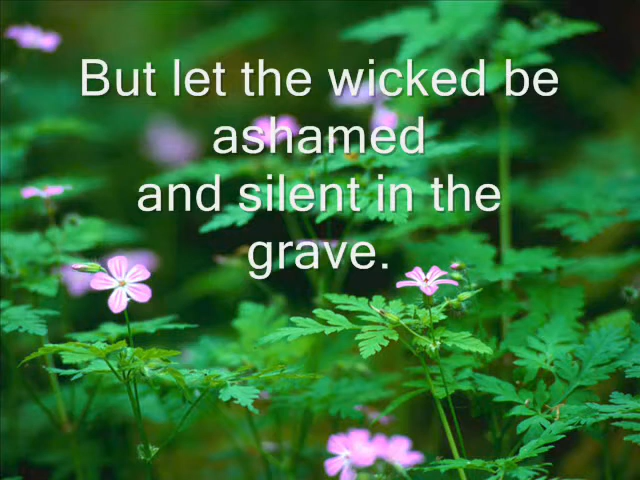 But let the wicked be
ashamed
and silent in the
grave.